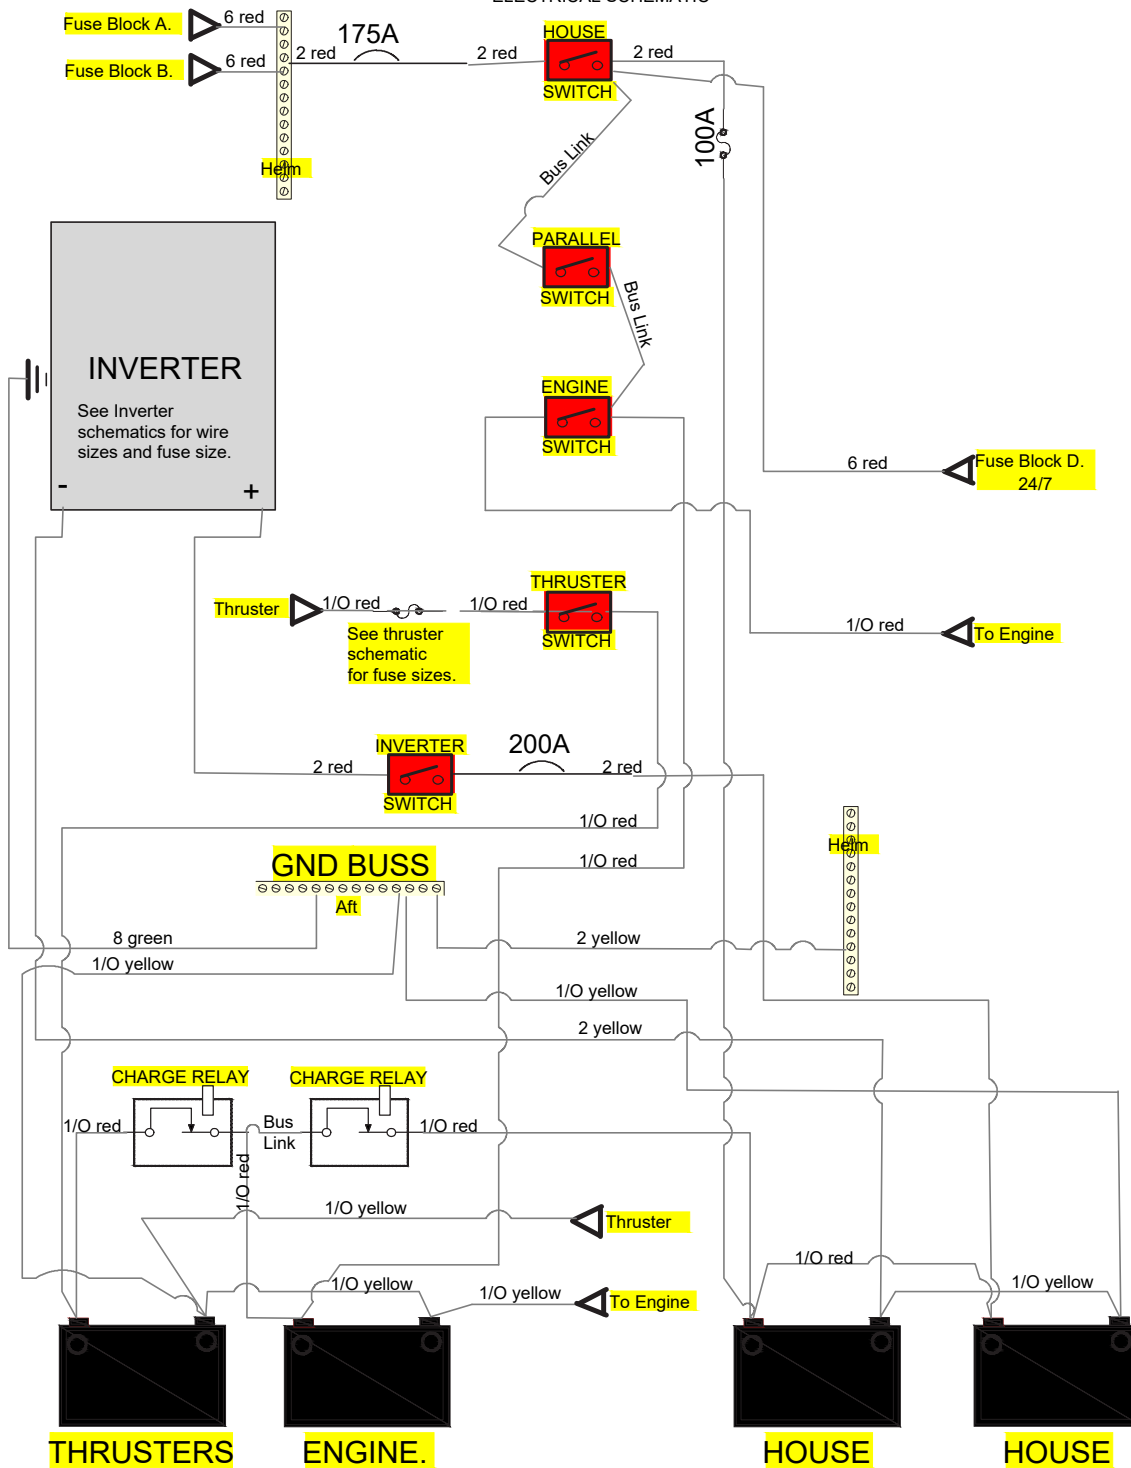 ELECTRICAL SCHEMATIC
Fuse Block A.
6 red
175A
HOUSE
2 red
2 red
2 red
Fuse Block B.
6 red
SWITCH
100A
Bus Link
Helm
PARALLEL
SWITCH
Bus Link
INVERTER
See Inverter
schematics for wire
sizes and fuse size.
- +
ENGINE
SWITCH
6 red
Fuse Block D.
24/7
THRUSTER
Thruster
1/O red
1/O red
SWITCH
See thruster
schematic
for fuse sizes.
1/O red
To Engine
INVERTER
200A
2 red
2 red
SWITCH
1/O red
Helm
GND BUSS
1/O red
Aft
8 green
2 yellow
1/O yellow
1/O yellow
2 yellow
CHARGE RELAY
CHARGE RELAY
1/O red
Bus
Link
1/O red
1/O red
1/O yellow
Thruster
1/O red
1/O yellow
1/O yellow
To Engine
1/O yellow
THRUSTERS
ENGINE.
HOUSE
HOUSE